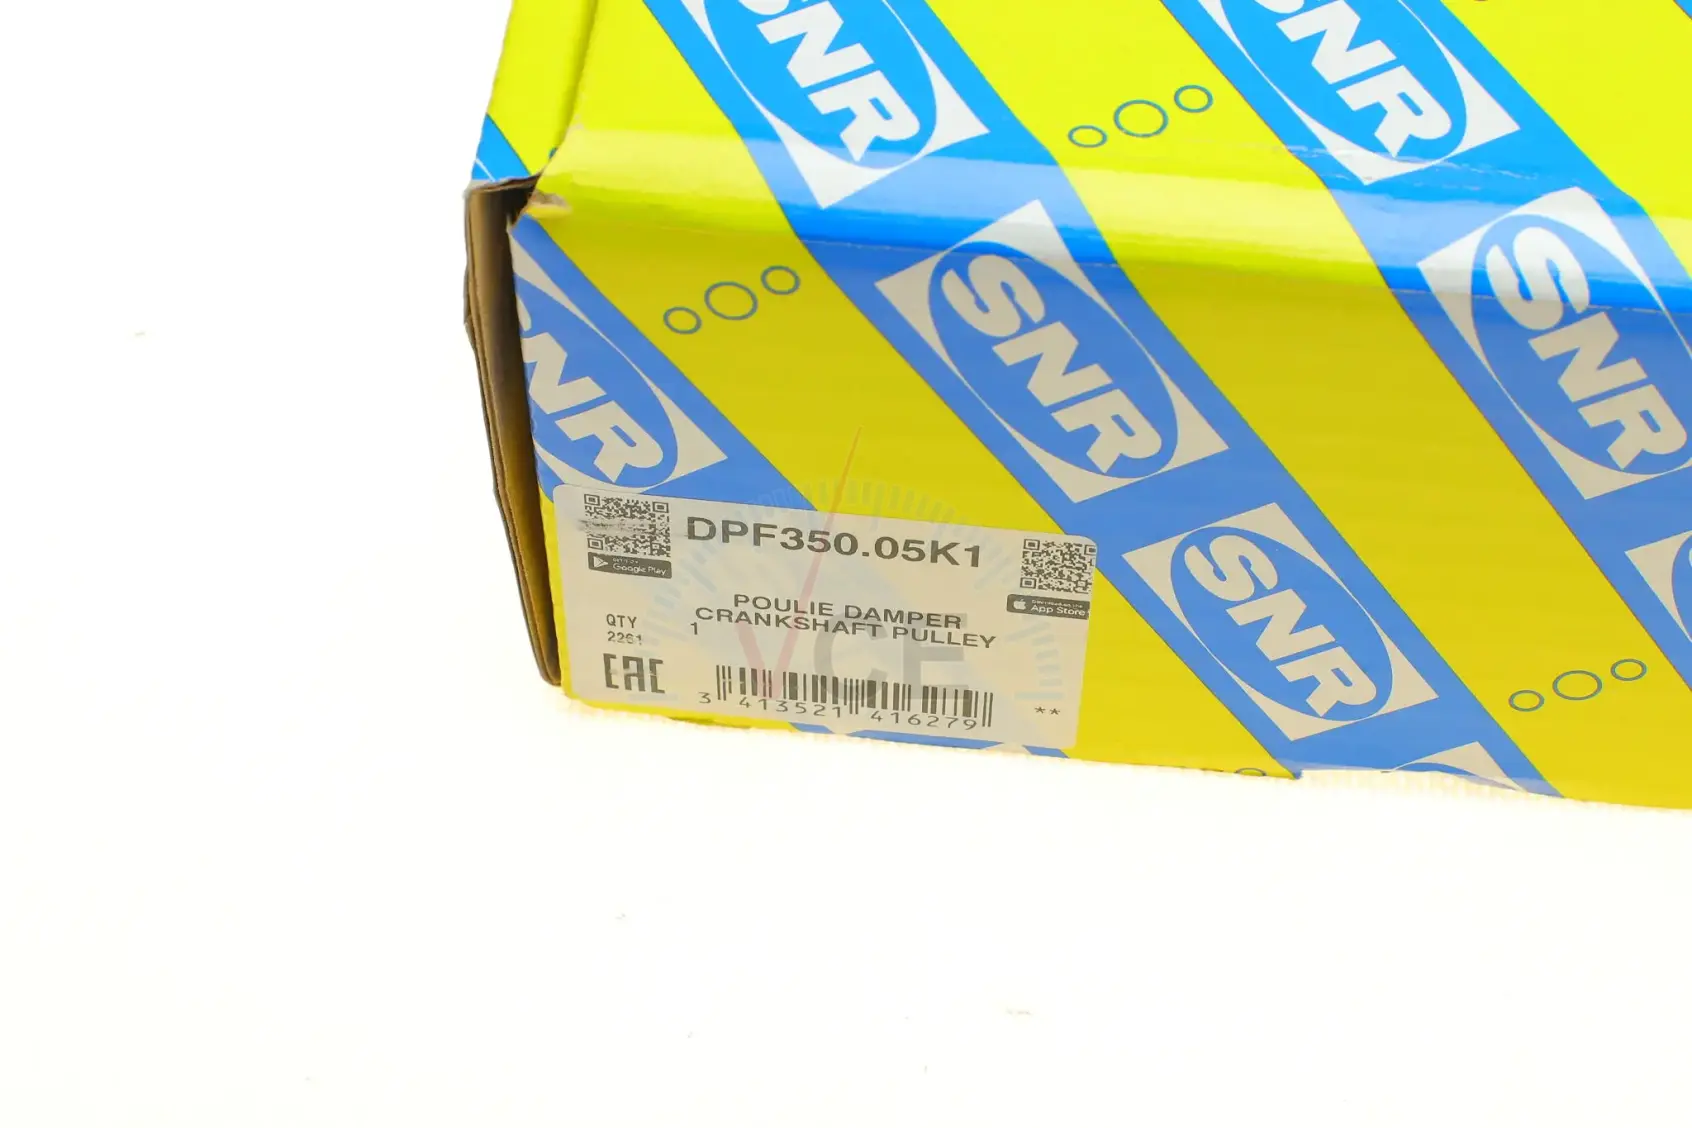 SNR
SNR
SNR
SNR
SNR
SNR
DPF350.05K1
Google Play
App Store
POULIE DAMPER
CRANKSHAFT PULLEY
QTY 1
2261
EAC
3 413521 416279
**
VCE